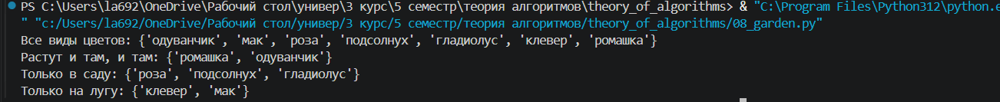 PS C:\Users\la692\OneDrive\Рабочий стол\универ\3 курс\5 семестр\теория алгоритмов\theory_of_algorithms> & "C:\Program Files\Python312\python.e
" "c:/Users/la692/OneDrive/Рабочий стол/универ/3 курс/5 семестр/теория алгоритмов/theory_of_algorithms/08_garden.py"
Все виды цветов: {'одуванчик', 'мак', 'роза', 'подсолнух', 'гладиолус', 'клевер', 'ромашка'}
Растут и там, и там: {'ромашка', 'одуванчик'}
Только в саду: {'роза', 'подсолнух', 'гладиолус'}
Только на лугу: {'клевер', 'мак'}